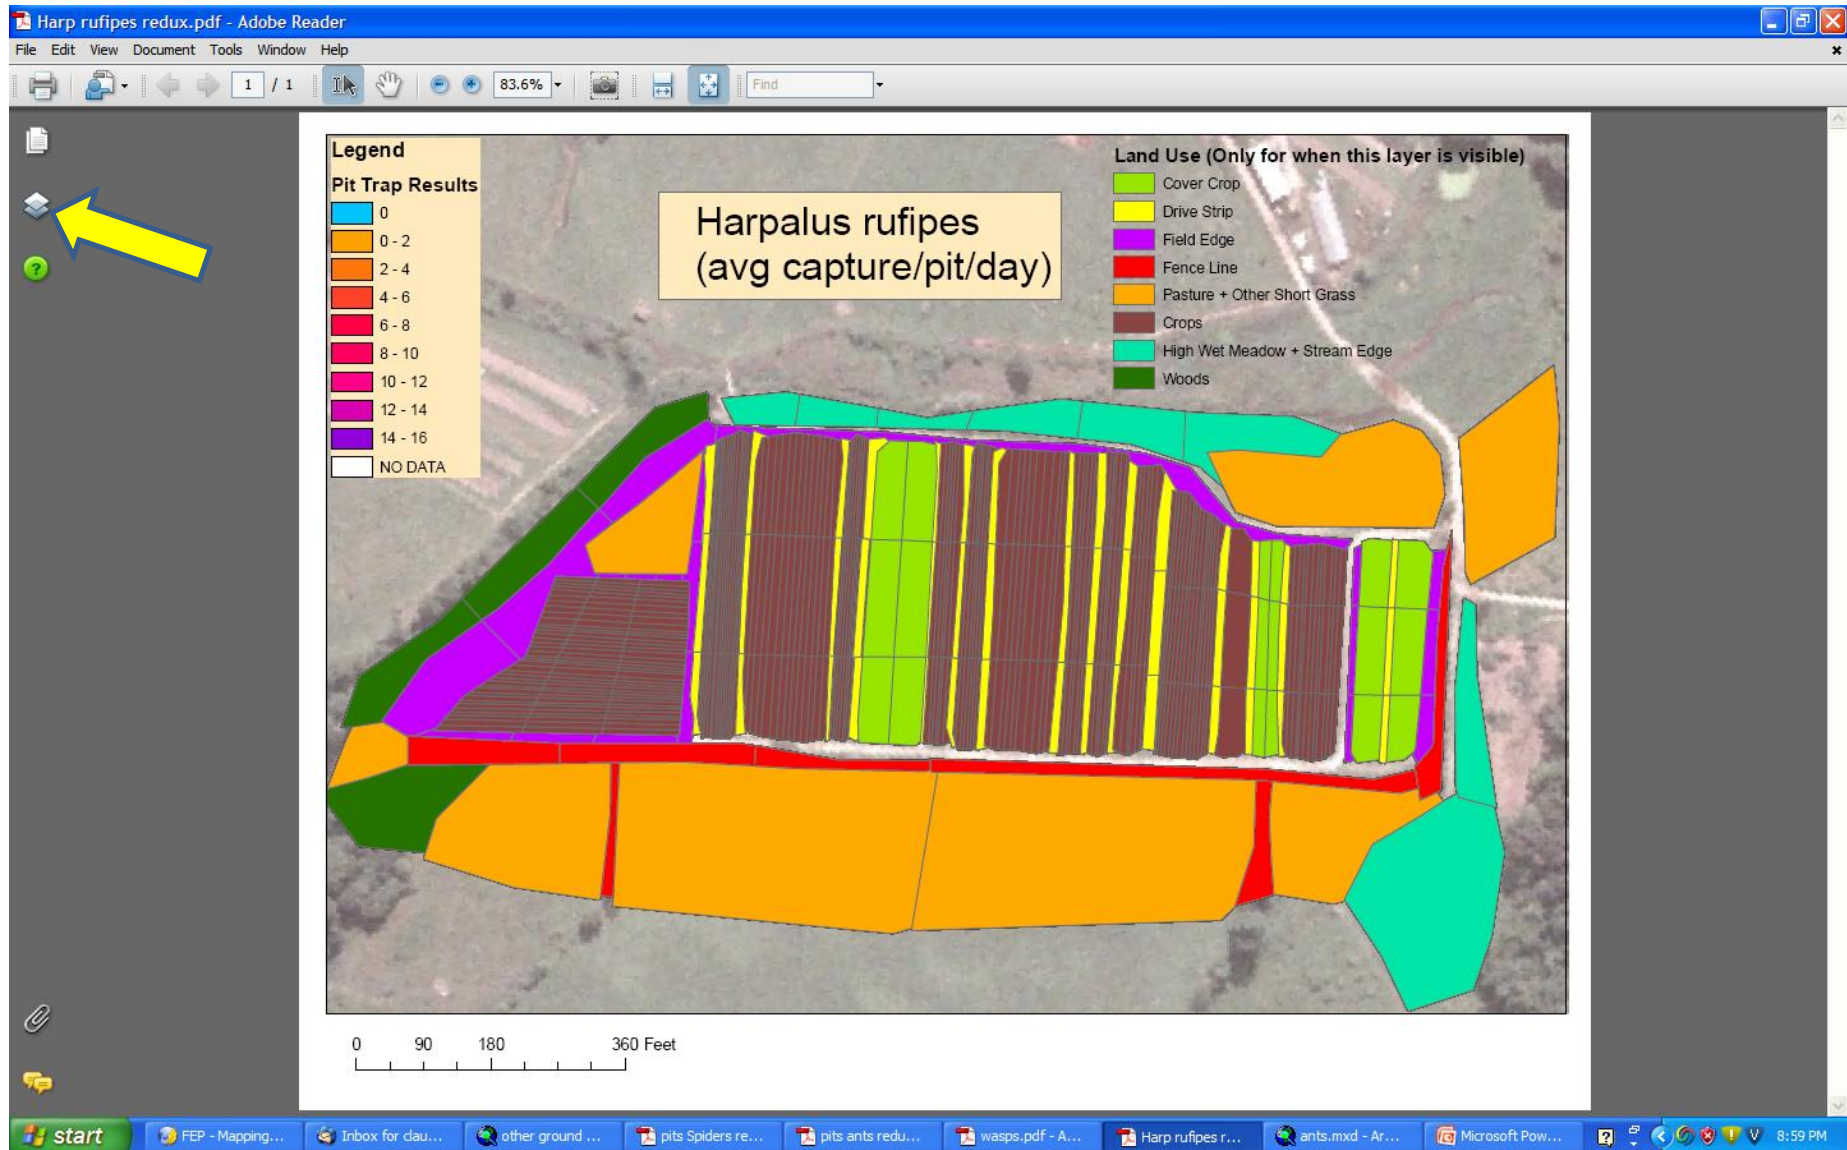 Harp rufipes redux.pdf - Adobe Reader
File Edit View Document Tools Window Help
1 / 1 83.6% Find
Legend
Pit Trap Results
0
0 - 2
2 - 4
4 - 6
6 - 8
8 - 10
10 - 12
12 - 14
14 - 16
NO DATA
Harpalus rufipes
(avg capture/pit/day)
Land Use (Only for when this layer is visible)
Cover Crop
Drive Strip
Field Edge
Fence Line
Pasture + Other Short Grass
Crops
High Wet Meadow + Stream Edge
Woods
0 90 180 360 Feet
start FEP - Mapping... Inbox for clau... other ground ... pits Spiders re... pits ants redu... wasps.pdf - A... Harp rufipes r... ants.mxd - Ar... Microsoft Pow... 8:59 PM